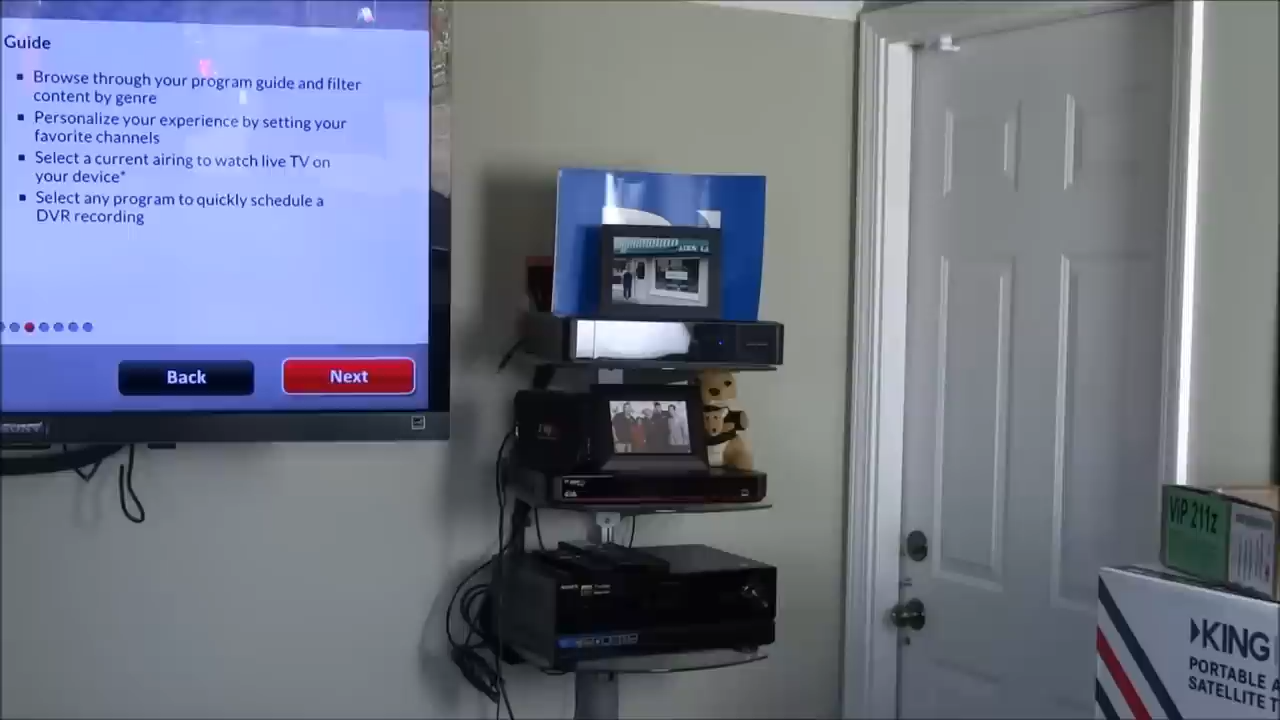 Guide
Browse through your program guide and filter
content by genre
Personalize your experience by setting your
favorite channels
Select a current airing to watch live TV on
your device*
Select any program to quickly schedule a
DVR recording
Back
Next
SONY
ViP 211z
KING
PORTABLE A
SATELLITE T